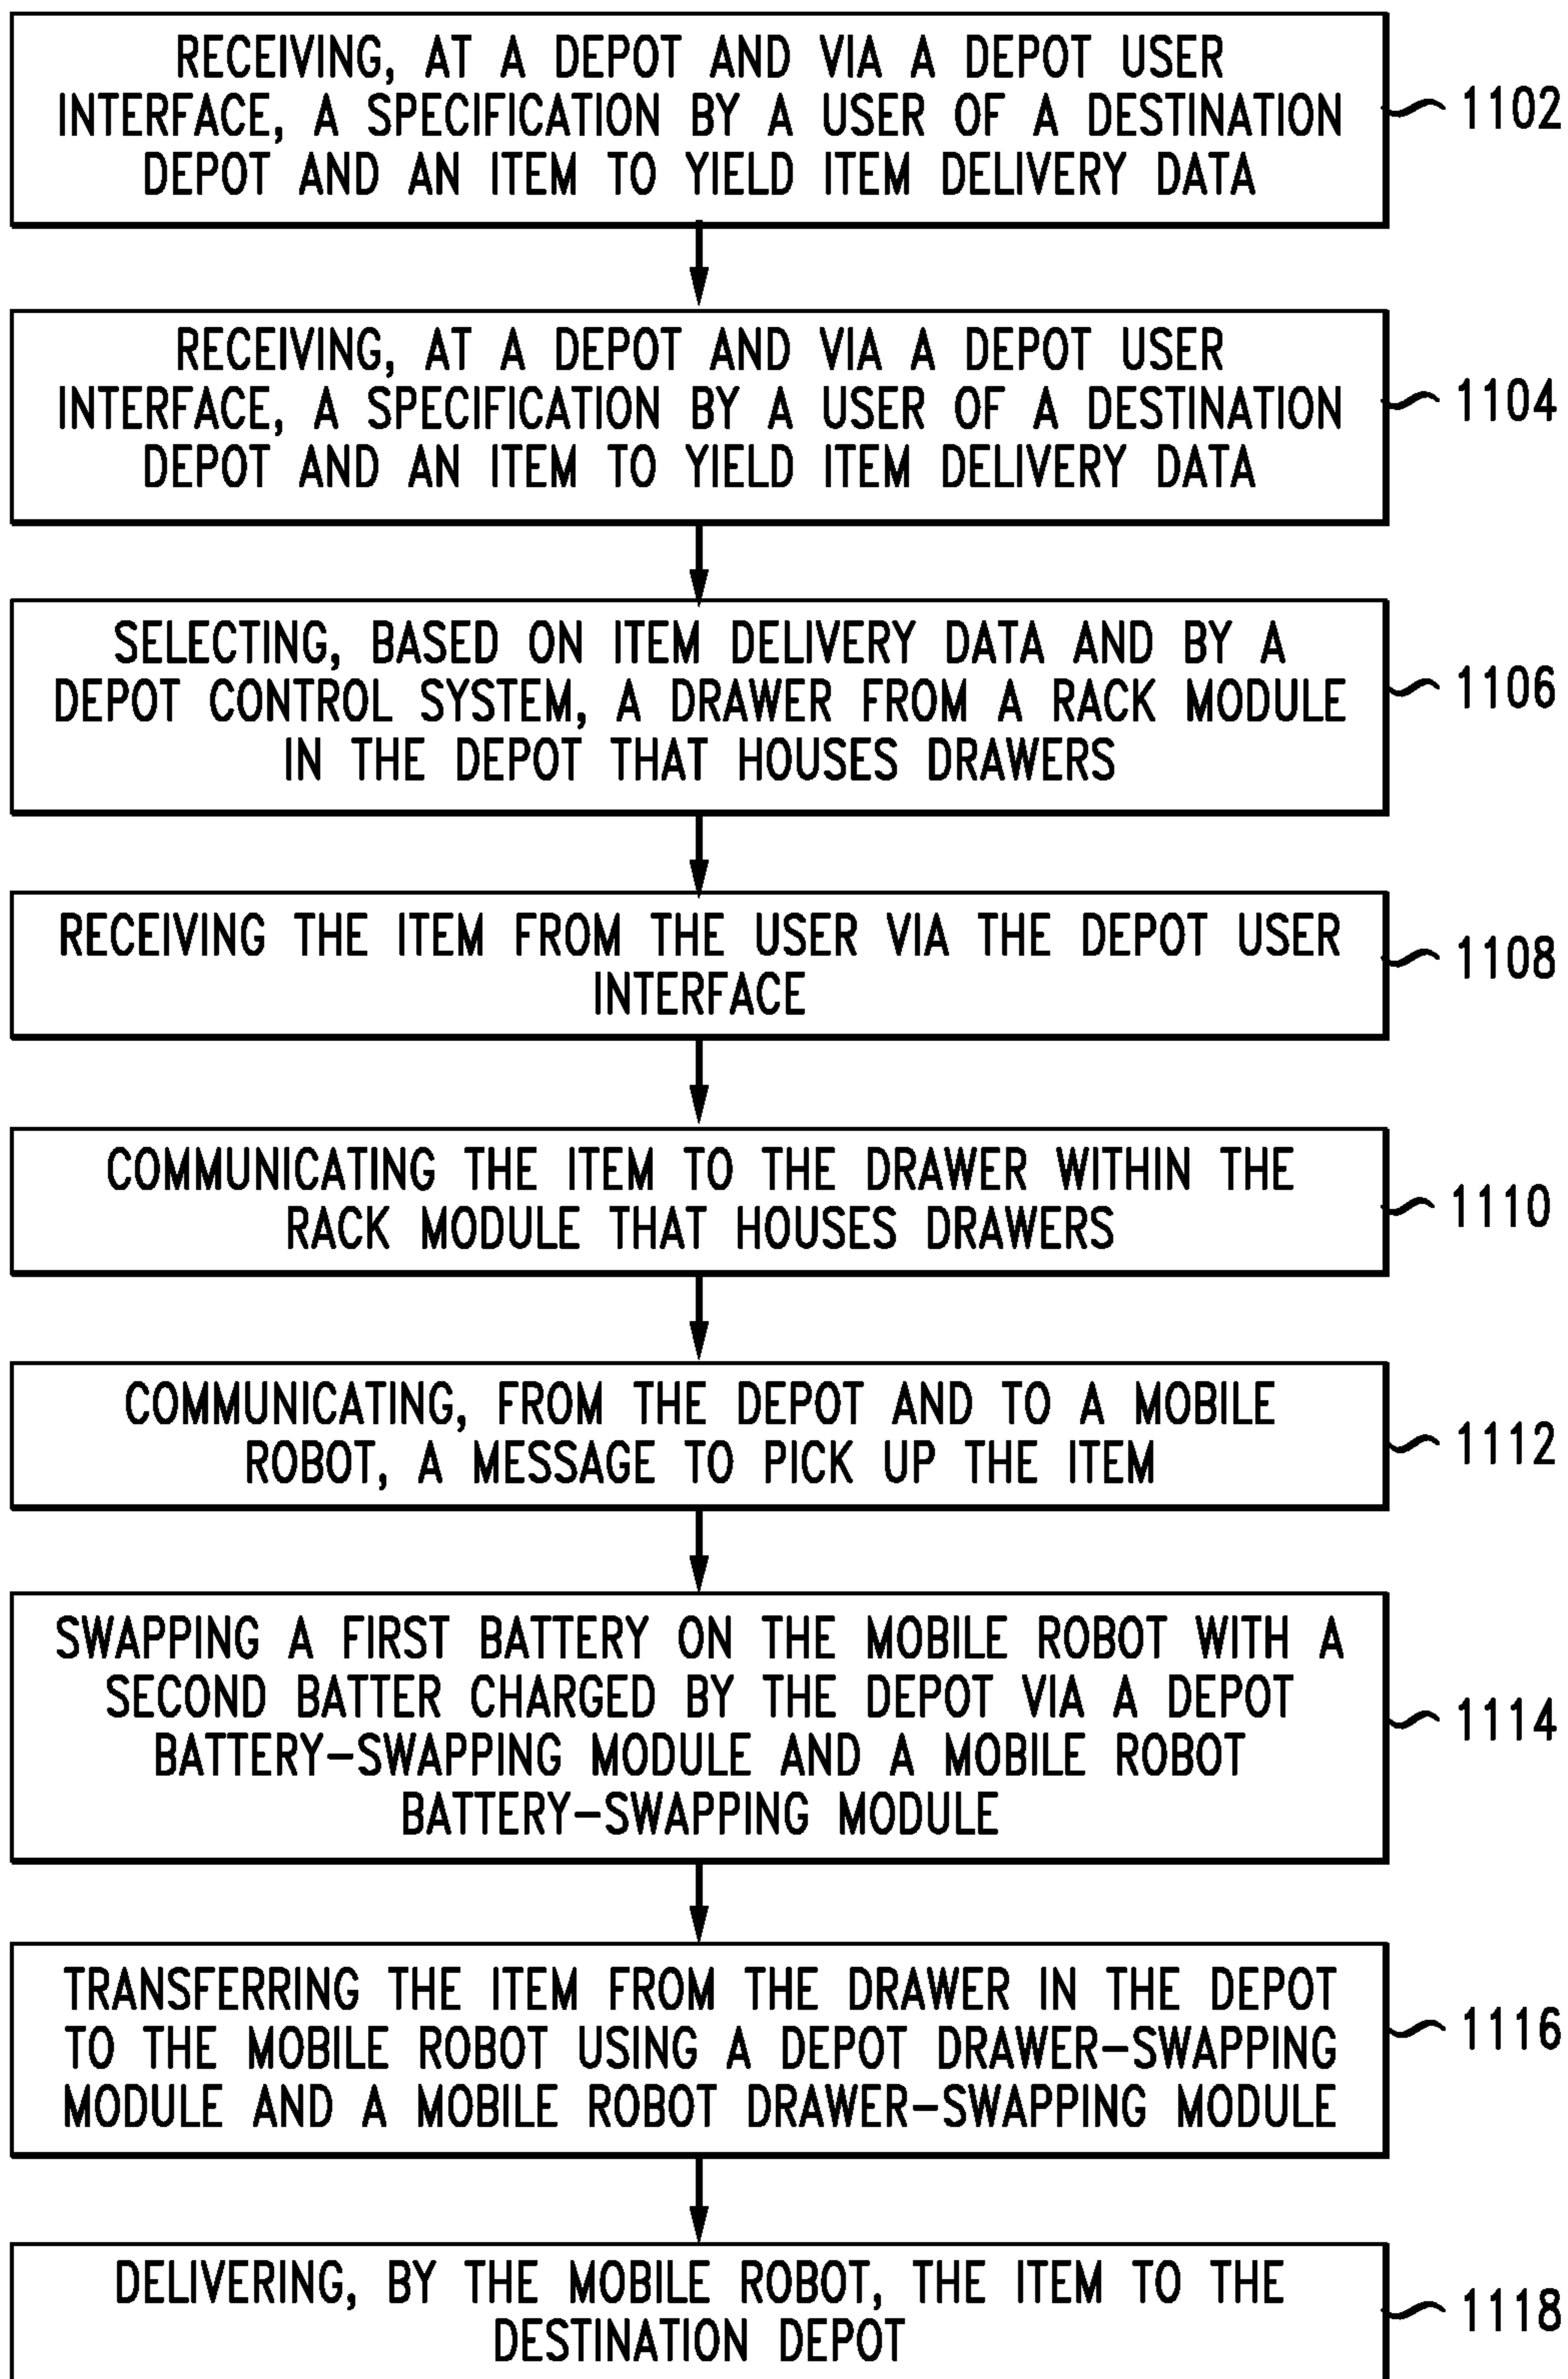 RECEIVING, AT A DEPOT AND VIA A DEPOT USER
INTERFACE, A SPECIFICATION BY A USER OF A DESTINATION
DEPOT AND AN ITEM TO YIELD ITEM DELIVERY DATA
1102
RECEIVING, AT A DEPOT AND VIA A DEPOT USER
INTERFACE, A SPECIFICATION BY A USER OF A DESTINATION
DEPOT AND AN ITEM TO YIELD ITEM DELIVERY DATA
1104
SELECTING, BASED ON ITEM DELIVERY DATA AND BY A
DEPOT CONTROL SYSTEM, A DRAWER FROM A RACK MODULE
IN THE DEPOT THAT HOUSES DRAWERS
1106
RECEIVING THE ITEM FROM THE USER VIA THE DEPOT USER
INTERFACE
1108
COMMUNICATING THE ITEM TO THE DRAWER WITHIN THE
RACK MODULE THAT HOUSES DRAWERS
1110
COMMUNICATING, FROM THE DEPOT AND TO A MOBILE
ROBOT, A MESSAGE TO PICK UP THE ITEM
1112
SWAPPING A FIRST BATTERY ON THE MOBILE ROBOT WITH A
SECOND BATTER CHARGED BY THE DEPOT VIA A DEPOT
BATTERY-SWAPPING MODULE AND A MOBILE ROBOT
BATTERY-SWAPPING MODULE
1114
TRANSFERRING THE ITEM FROM THE DRAWER IN THE DEPOT
TO THE MOBILE ROBOT USING A DEPOT DRAWER-SWAPPING
MODULE AND A MOBILE ROBOT DRAWER-SWAPPING MODULE
1116
DELIVERING, BY THE MOBILE ROBOT, THE ITEM TO THE
DESTINATION DEPOT
1118